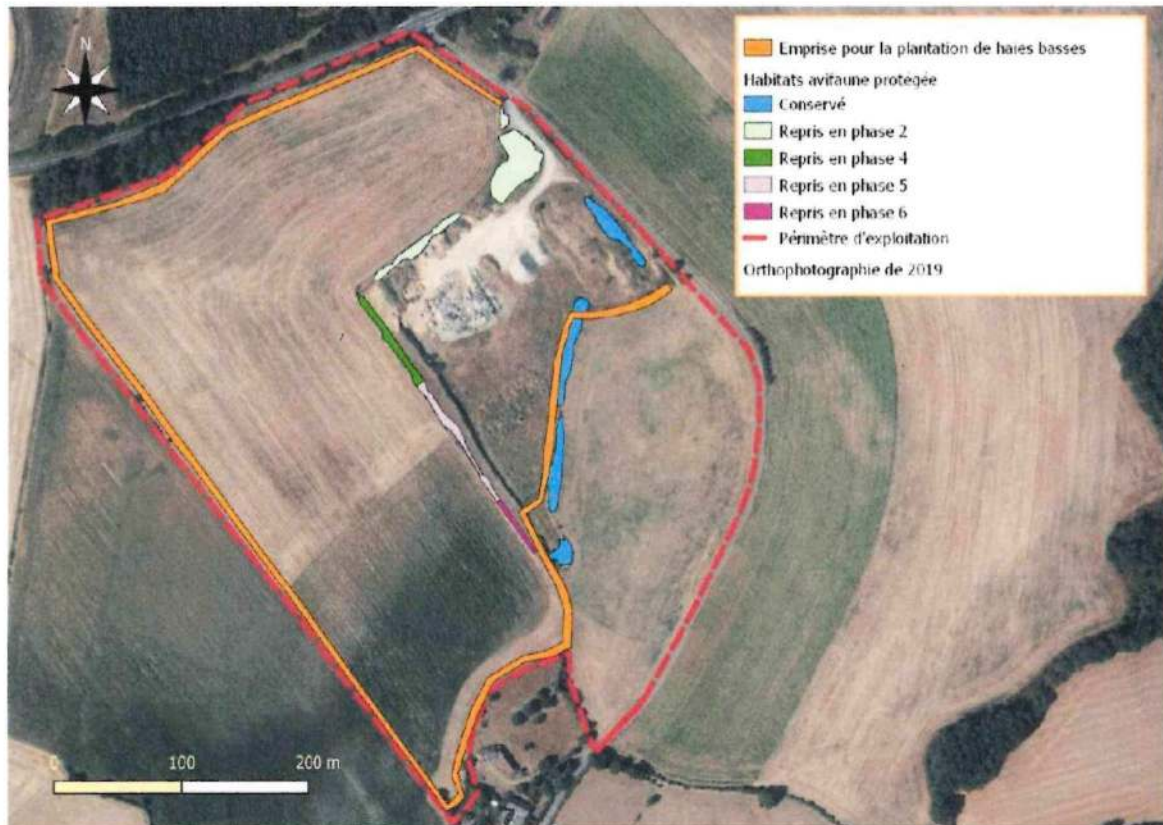 N
Emprise pour la plantation de haies basses
Habitats avifaune protégée
Conservé
Repris en phase 2
Repris en phase 4
Repris en phase 5
Repris en phase 6
Périmètre d'exploitation
Orthophotographie de 2019
0 100 200 m